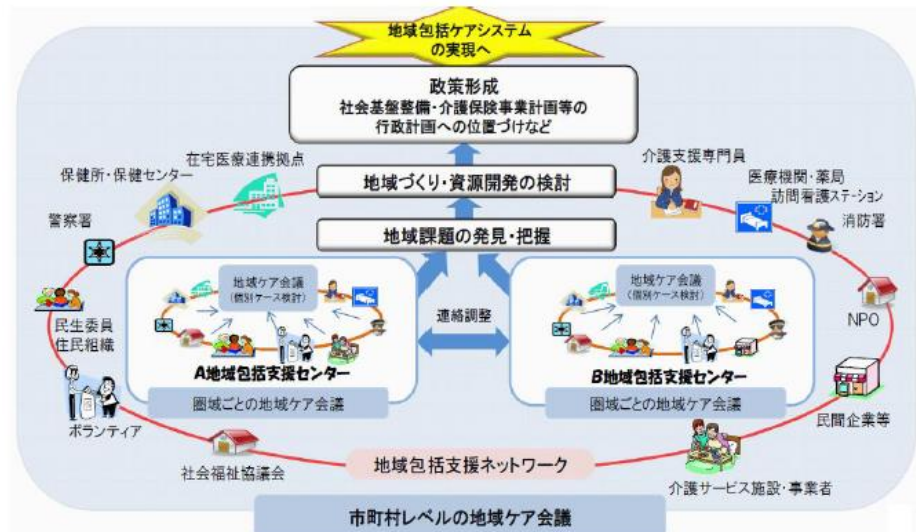 地域包括ケアシステム
の実現へ
政策形成
社会基盤整備・介護保険事業計画等の
行政計画への位置づけなど
在宅医療連携拠点
保健所・保健センター
地域づくり・資源開発の検討
介護支援専門員
医療機関・薬局
訪問看護ステーション
警察署
消防署
地域課題の発見・把握
地域ケア会議
(個別ケース検討)
地域ケア会議
(個別ケース検討)
連絡調整
民生委員
住民組織
NPO
A地域包括支援センター
B地域包括支援センター
圏域ごとの地域ケア会議
圏域ごとの地域ケア会議
ボランティア
民間企業等
社会福祉協議会
地域包括支援ネットワーク
介護サービス施設・事業者
市町村レベルの地域ケア会議